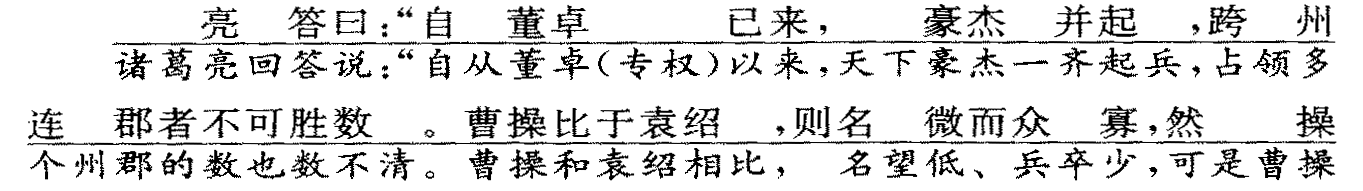 亮 答曰：“自 董卓 已来， 豪杰 并起 ，跨 州
诸葛亮回答说：“自从董卓（专权）以来，天下豪杰一齐起兵，占领多
连 郡者不可胜数 。曹操比于袁绍 ，则名 微而众 寡，然 操
个州郡的数也数不清。曹操和袁绍相比， 名望低、兵卒少，可是曹操